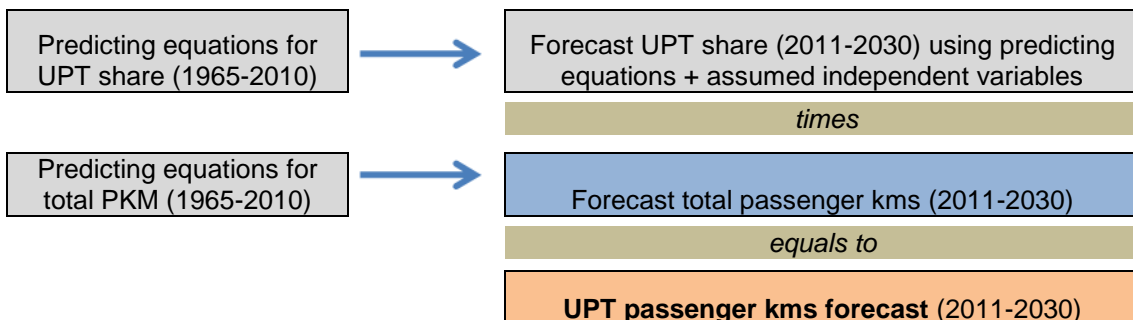 Predicting equations for
UPT share (1965-2010)
Forecast UPT share (2011-2030) using predicting
equations + assumed independent variables
times
Predicting equations for
total PKM (1965-2010)
Forecast total passenger kms (2011-2030)
equals to
UPT passenger kms forecast (2011-2030)